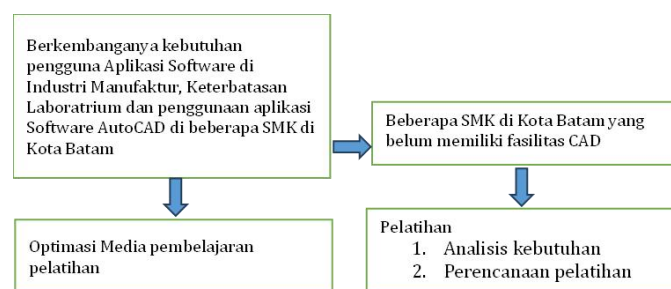 Berkembanganya kebutuhan
pengguna Aplikasi Software di
Industri Manufaktur, Keterbatasan
Laboratrium dan penggunaan aplikasi
Software AutoCAD di beberapa SMK di
Kota Batam
Beberapa SMK di Kota Batam yang
belum memiliki fasilitas CAD
Optimasi Media pembelajaran
pelatihan
Pelatihan
1. Analisis kebutuhan
2. Perencanaan pelatihan